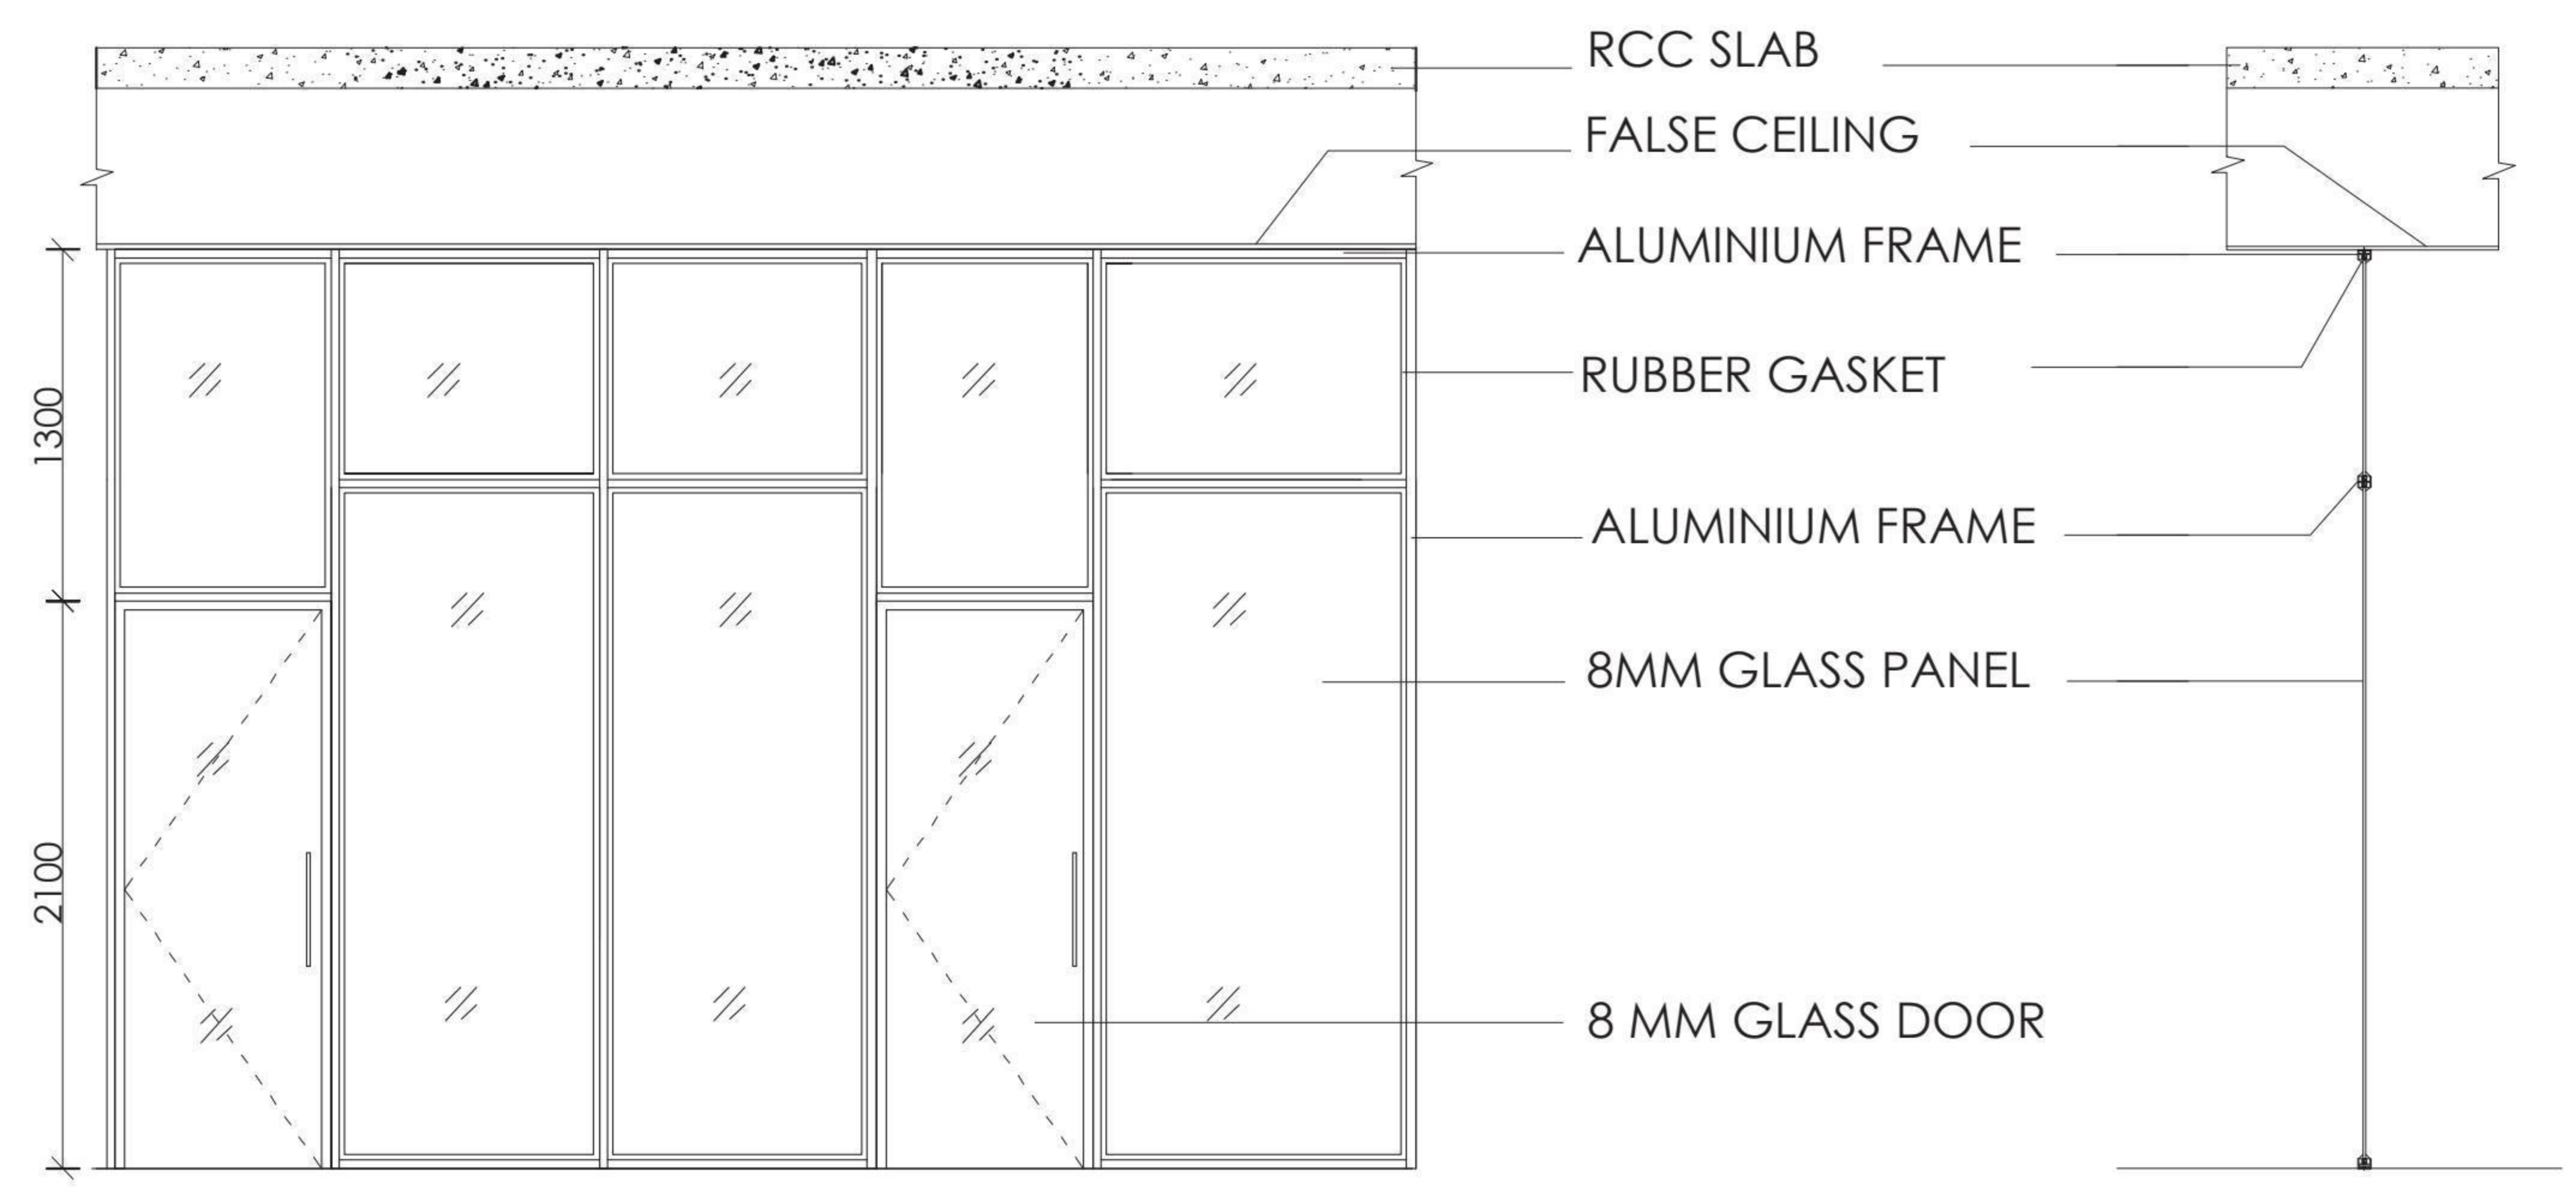 RCC SLAB
FALSE CEILING
ALUMINIUM FRAME
RUBBER GASKET
ALUMINIUM FRAME
8MM GLASS PANEL
8 MM GLASS DOOR
1300
2100